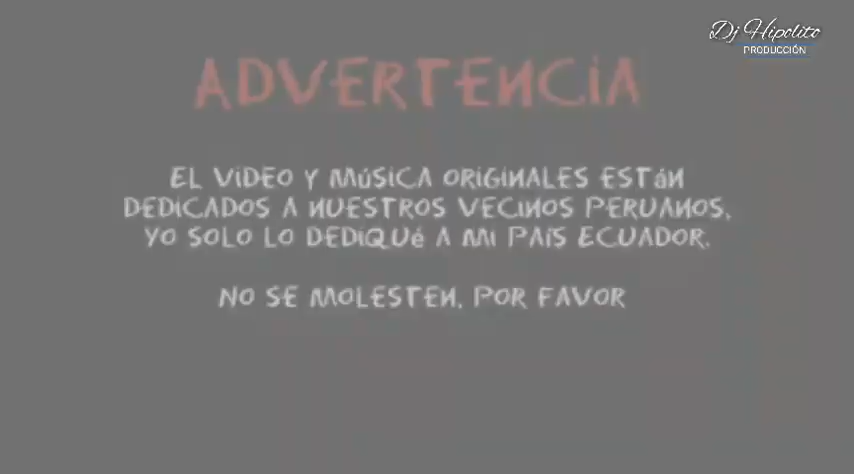 Dj Hipolito
PRODUCCIÓN
ADVERTENCIA
EL VIDEO Y MÚSICA ORIGINALES ESTÁN
DEDICADOS A NUESTROS VECINOS PERUANOS,
YO SOLO LO DEDIQUÉ A MI PAÍS ECUADOR.
NO SE MOLESTEN, POR FAVOR